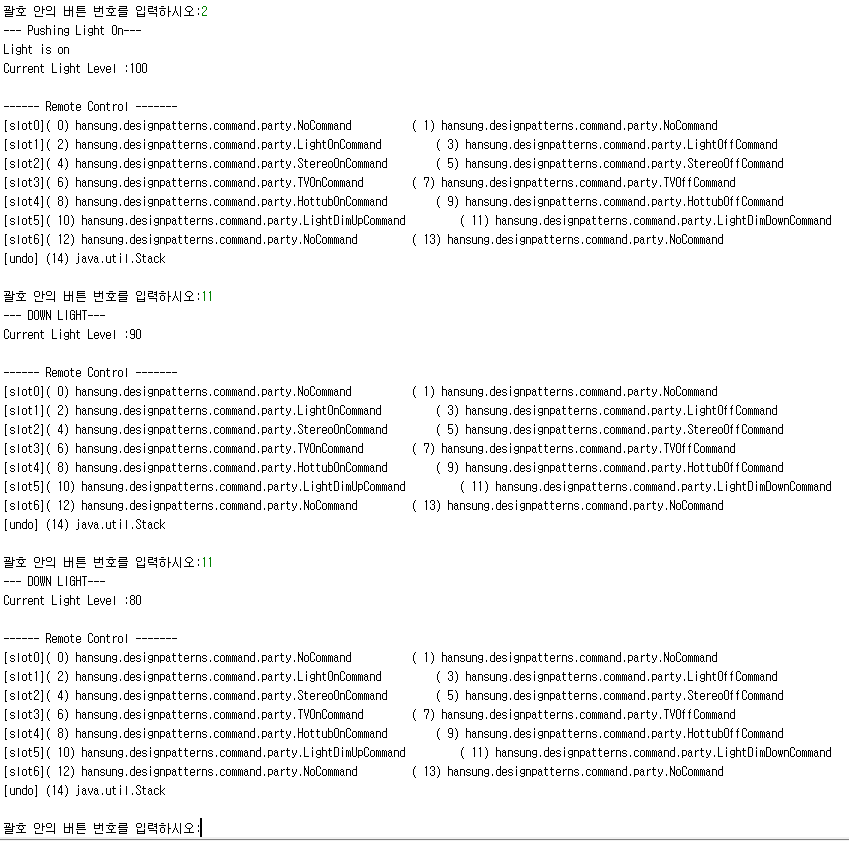 괄호 안의 버튼 번호를 입력하시오:2
--- Pushing Light On---
Light is on
Current Light Level :100
------ Remote Control -------
[slot0]( 0) hansung.designpatterns.command.party.NoCommand ( 1) hansung.designpatterns.command.party.NoCommand
[slot1]( 2) hansung.designpatterns.command.party.LightOnCommand ( 3) hansung.designpatterns.command.party.LightOffCommand
[slot2]( 4) hansung.designpatterns.command.party.StereoOnCommand ( 5) hansung.designpatterns.command.party.StereoOffCommand
[slot3]( 6) hansung.designpatterns.command.party.TVOnCommand ( 7) hansung.designpatterns.command.party.TVOffCommand
[slot4]( 8) hansung.designpatterns.command.party.HottubOnCommand ( 9) hansung.designpatterns.command.party.HottubOffCommand
[slot5]( 10) hansung.designpatterns.command.party.LightDimUpCommand ( 11) hansung.designpatterns.command.party.LightDimDownCommand
[slot6]( 12) hansung.designpatterns.command.party.NoCommand ( 13) hansung.designpatterns.command.party.NoCommand
[undo] (14) java.util.Stack
괄호 안의 버튼 번호를 입력하시오:11
--- DOWN LIGHT---
Current Light Level :90
------ Remote Control -------
[slot0]( 0) hansung.designpatterns.command.party.NoCommand ( 1) hansung.designpatterns.command.party.NoCommand
[slot1]( 2) hansung.designpatterns.command.party.LightOnCommand ( 3) hansung.designpatterns.command.party.LightOffCommand
[slot2]( 4) hansung.designpatterns.command.party.StereoOnCommand ( 5) hansung.designpatterns.command.party.StereoOffCommand
[slot3]( 6) hansung.designpatterns.command.party.TVOnCommand ( 7) hansung.designpatterns.command.party.TVOffCommand
[slot4]( 8) hansung.designpatterns.command.party.HottubOnCommand ( 9) hansung.designpatterns.command.party.HottubOffCommand
[slot5]( 10) hansung.designpatterns.command.party.LightDimUpCommand ( 11) hansung.designpatterns.command.party.LightDimDownCommand
[slot6]( 12) hansung.designpatterns.command.party.NoCommand ( 13) hansung.designpatterns.command.party.NoCommand
[undo] (14) java.util.Stack
괄호 안의 버튼 번호를 입력하시오:11
--- DOWN LIGHT---
Current Light Level :80
------ Remote Control -------
[slot0]( 0) hansung.designpatterns.command.party.NoCommand ( 1) hansung.designpatterns.command.party.NoCommand
[slot1]( 2) hansung.designpatterns.command.party.LightOnCommand ( 3) hansung.designpatterns.command.party.LightOffCommand
[slot2]( 4) hansung.designpatterns.command.party.StereoOnCommand ( 5) hansung.designpatterns.command.party.StereoOffCommand
[slot3]( 6) hansung.designpatterns.command.party.TVOnCommand ( 7) hansung.designpatterns.command.party.TVOffCommand
[slot4]( 8) hansung.designpatterns.command.party.HottubOnCommand ( 9) hansung.designpatterns.command.party.HottubOffCommand
[slot5]( 10) hansung.designpatterns.command.party.LightDimUpCommand ( 11) hansung.designpatterns.command.party.LightDimDownCommand
[slot6]( 12) hansung.designpatterns.command.party.NoCommand ( 13) hansung.designpatterns.command.party.NoCommand
[undo] (14) java.util.Stack
괄호 안의 버튼 번호를 입력하시오: